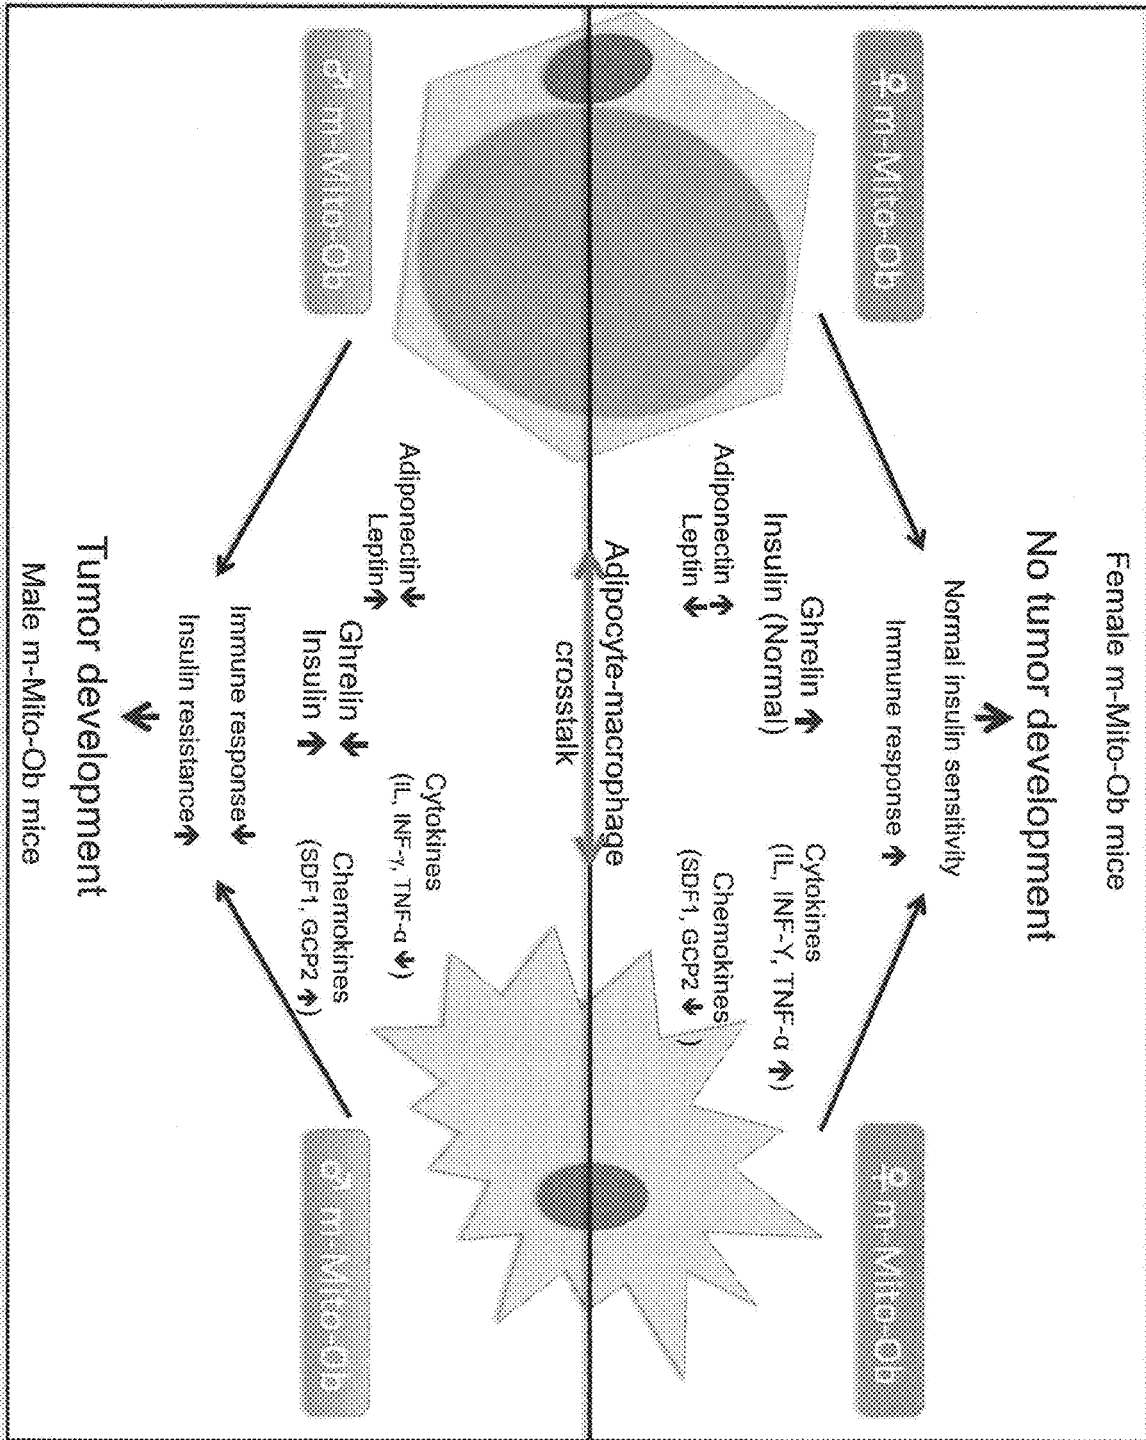 Female m-Mito-Ob mice
No tumor development
Normal insulin sensitivity
Immune response ↑
♀ m-Mito-Ob
♀ m-Mito-Ob
Ghrelin ↑
Insulin (Normal)
Adiponectin ↑
Leptin ↓
Cytokines
(IL, INF-Y, TNF-α ↑)
Chemokines
(SDF1, GCP2 ↓ )
Adipocyte-macrophage
crosstalk
Adiponectin↓
Leptin↑
Cytokines
(IL, INF-γ, TNF-α ↓)
Ghrelin ↓
Insulin ↑
Chemokines
(SDF1, GCP2 ↑)
♂ m-Mito-Ob
♂ m-Mito-Ob
Immune response↓
Insulin resistance↑
Tumor development
Male m-Mito-Ob mice